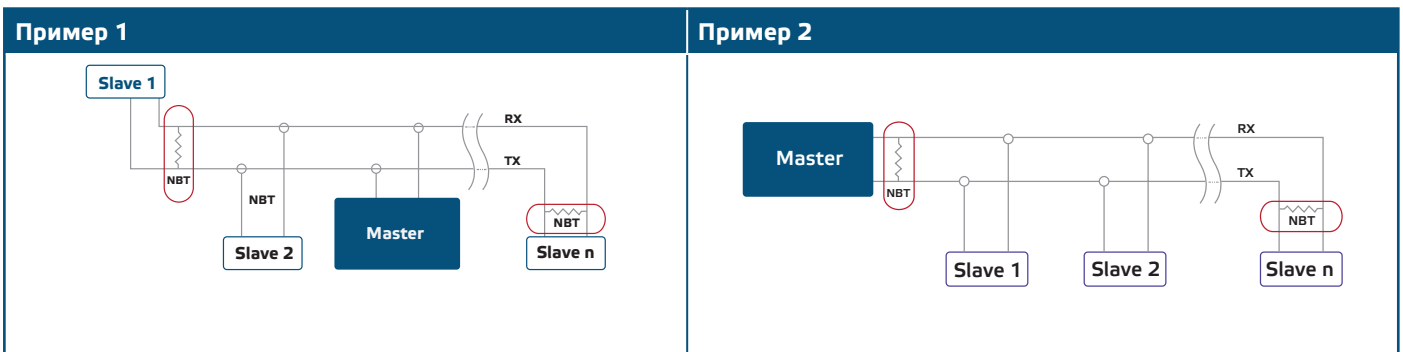 Пример 1
Slave 1
RX
TX
NBT
NBT
NBT
Slave 2
Master
Slave n
Пример 2
Master
RX
TX
NBT
NBT
Slave 1
Slave 2
Slave n